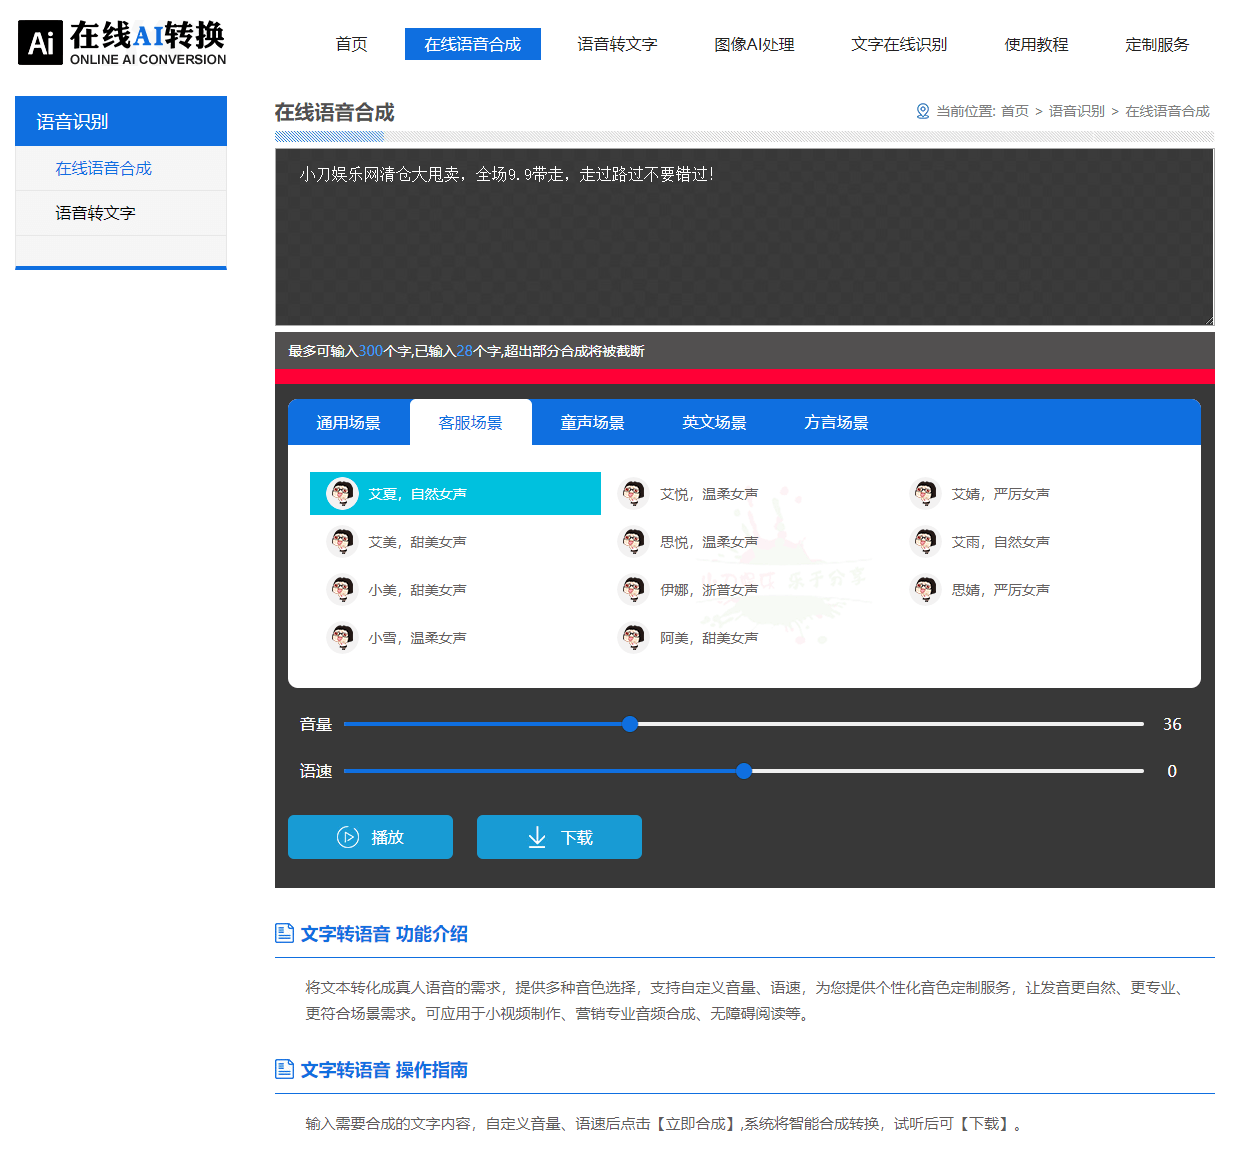 Ai 在线AI转换
ONLINE AI CONVERSION
首页 在线语音合成 语音转文字 图像AI处理 文字在线识别 使用教程 定制服务
语音识别
在线语音合成
语音转文字
在线语音合成
当前位置: 首页 > 语音识别 > 在线语音合成
小刀娱乐网清仓大甩卖，全场9.9带走，走过路过不要错过!
最多可输入300个字,已输入28个字,超出部分合成将被截断
通用场景 客服场景 童声场景 英文场景 方言场景
艾夏，自然女声 艾悦，温柔女声 艾婧，严厉女声
艾美，甜美女声 思悦，温柔女声 艾雨，自然女声
小美，甜美女声 伊娜，浙普女声 思婧，严厉女声
小雪，温柔女声 阿美，甜美女声
乐于分享
音量 36
语速 0
播放 下载
文字转语音 功能介绍
将文本转化成真人语音的需求，提供多种音色选择，支持自定义音量、语速，为您提供个性化音色定制服务，让发音更自然、更专业、
更符合场景需求。可应用于小视频制作、营销专业音频合成、无障碍阅读等。
文字转语音 操作指南
输入需要合成的文字内容，自定义音量、语速后点击【立即合成】,系统将智能合成转换，试听后可【下载】。